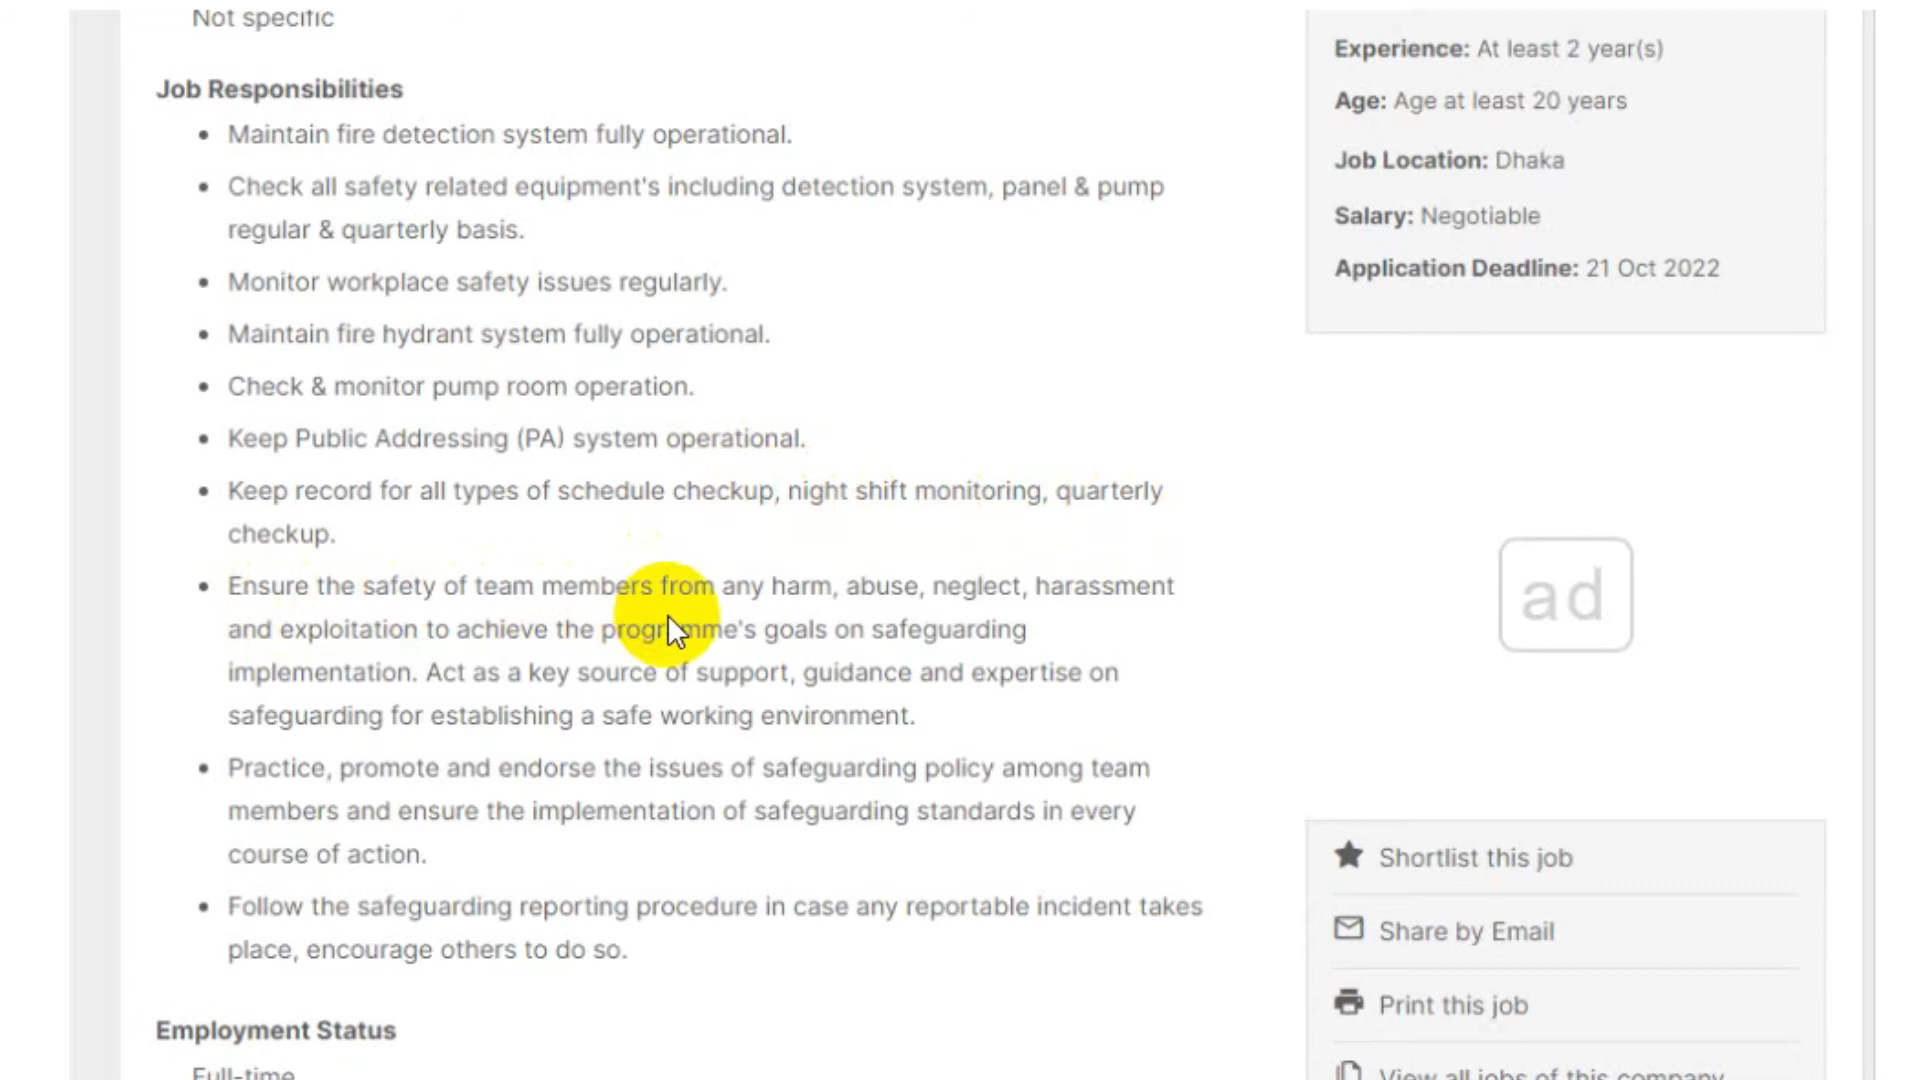 Not specific
Job Responsibilities
Maintain fire detection system fully operational.
Check all safety related equipment's including detection system, panel & pump
regular & quarterly basis.
Monitor workplace safety issues regularly.
Maintain fire hydrant system fully operational.
Check & monitor pump room operation.
Keep Public Addressing (PA) system operational.
Keep record for all types of schedule checkup, night shift monitoring, quarterly
checkup.
Ensure the safety of team members from any harm, abuse, neglect, harassment
and exploitation to achieve the programme's goals on safeguarding
implementation. Act as a key source of support, guidance and expertise on
safeguarding for establishing a safe working environment.
Practice, promote and endorse the issues of safeguarding policy among team
members and ensure the implementation of safeguarding standards in every
course of action.
Follow the safeguarding reporting procedure in case any reportable incident takes
place, encourage others to do so.
Employment Status
Full-time
Experience: At least 2 year(s)
Age: Age at least 20 years
Job Location: Dhaka
Salary: Negotiable
Application Deadline: 21 Oct 2022
ad
Shortlist this job
Share by Email
Print this job
View all jobs of this company